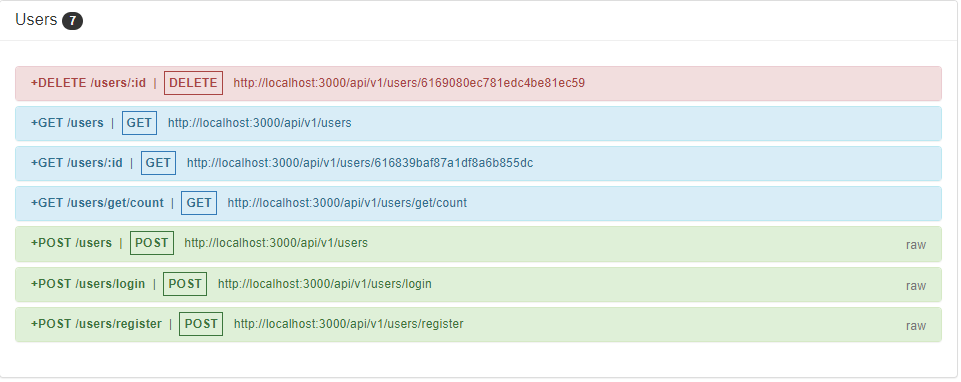 Users 7
+DELETE /users/:id | DELETE http://localhost:3000/api/v1/users/6169080ec781edc4be81ec59
+GET /users | GET http://localhost:3000/api/v1/users
+GET /users/:id | GET http://localhost:3000/api/v1/users/616839baf87a1df8a6b855dc
+GET /users/get/count | GET http://localhost:3000/api/v1/users/get/count
+POST /users | POST http://localhost:3000/api/v1/users raw
+POST /users/login | POST http://localhost:3000/api/v1/users/login raw
+POST /users/register | POST http://localhost:3000/api/v1/users/register raw